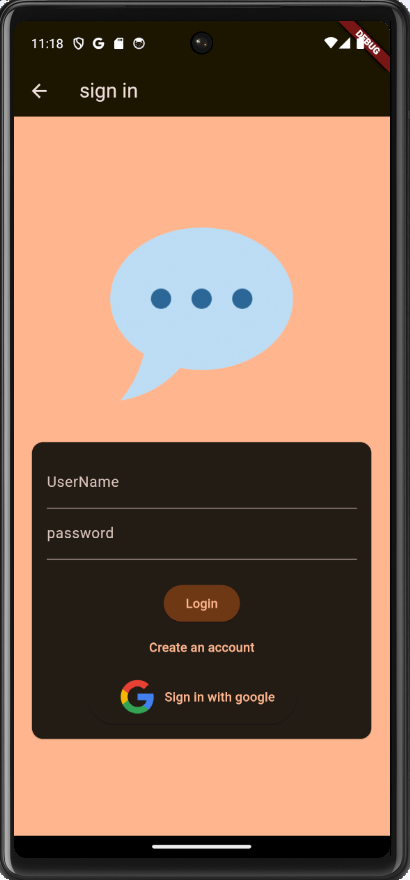 11:18
DEBUG
sign in
UserName
password
Login
Create an account
Sign in with google